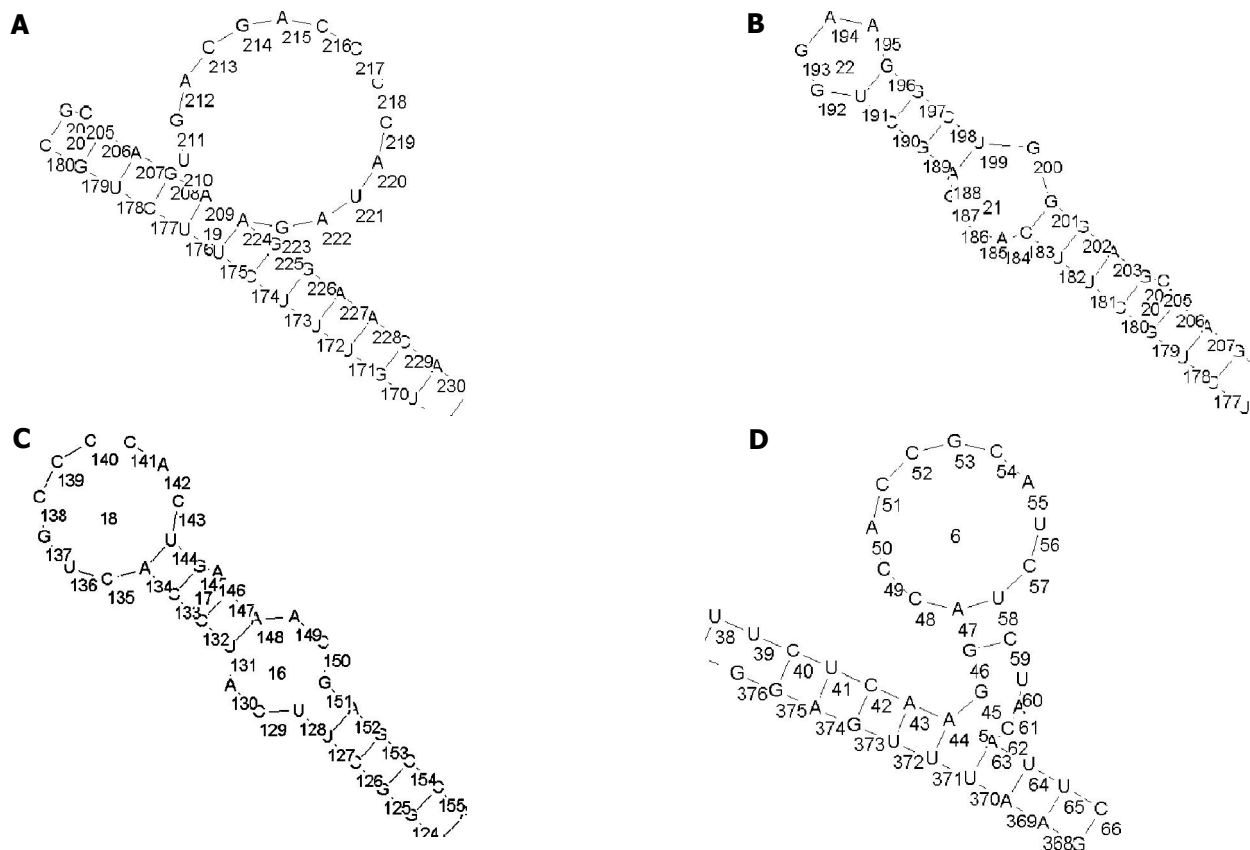 A
A
C G A C C
213 214 215 216 217
A C
212 218
G C
211 219
U A
210 220
U
221
A
222
G
223
G C
20 205
C 20 206 A
180 G 207 G
179 U 208
178 C A
177 U 209 A
19 224
176 U
175 C 225 G
174 U 226 A
173 U 227 A
172 U 228 C
171 G 229 A
170 U 230
B
A A
194 195
G G
193 22 196
G U
192 191 197
C
190 198
G 199 G
189 200
A G
188 201
21
187 G
186 A C 202 A
185 184 183 203 G C
U 182 20 205
U 181 20 206 A
C 180 207 G
G 179
U 178
177 U
C
C C A
140 141 142
C C
139 143
C U
138 18 144
G G A
137 146
U C A
136 135 134 17 147
C 133 A A
148 149
C 132 150
U G
131 16 151
A A
130 152
C U
129 128 G
U 153
127 C
C 154
126 C
G 155
125
G
124
D
C G C
52 53 54
C A
51 55
A U
50 6 56
C C
49 57
C A U
48 47 58
U U C U C A A G C
38 39 40 41 42 43 44 46 59
G U
45 60
A
61
5 C
62
G G A G U U U A U U C
376 375 374 373 372 371 370 63 64 65 66
A A G
369 368